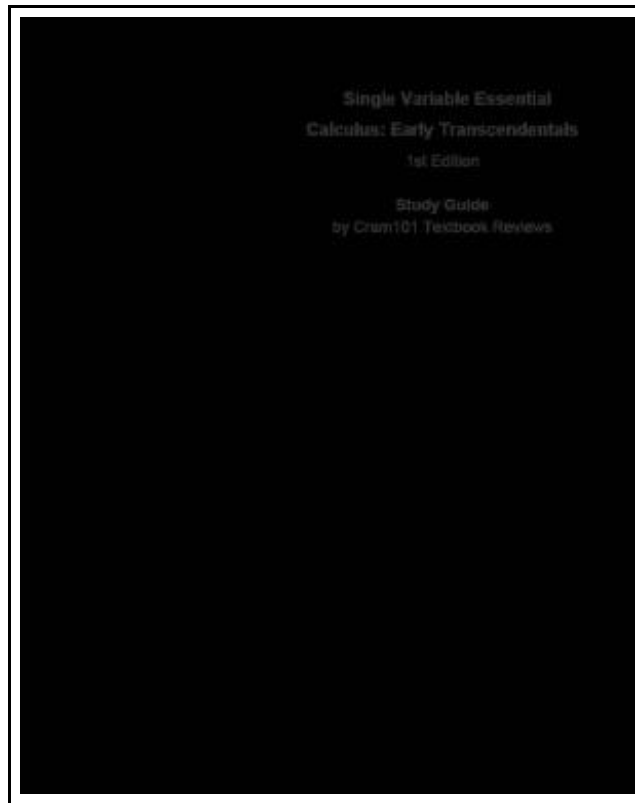 Single Variable Essential
Calculus: Early Transcendentals
1st Edition
Study Guide
by Cram101 Textbook Reviews